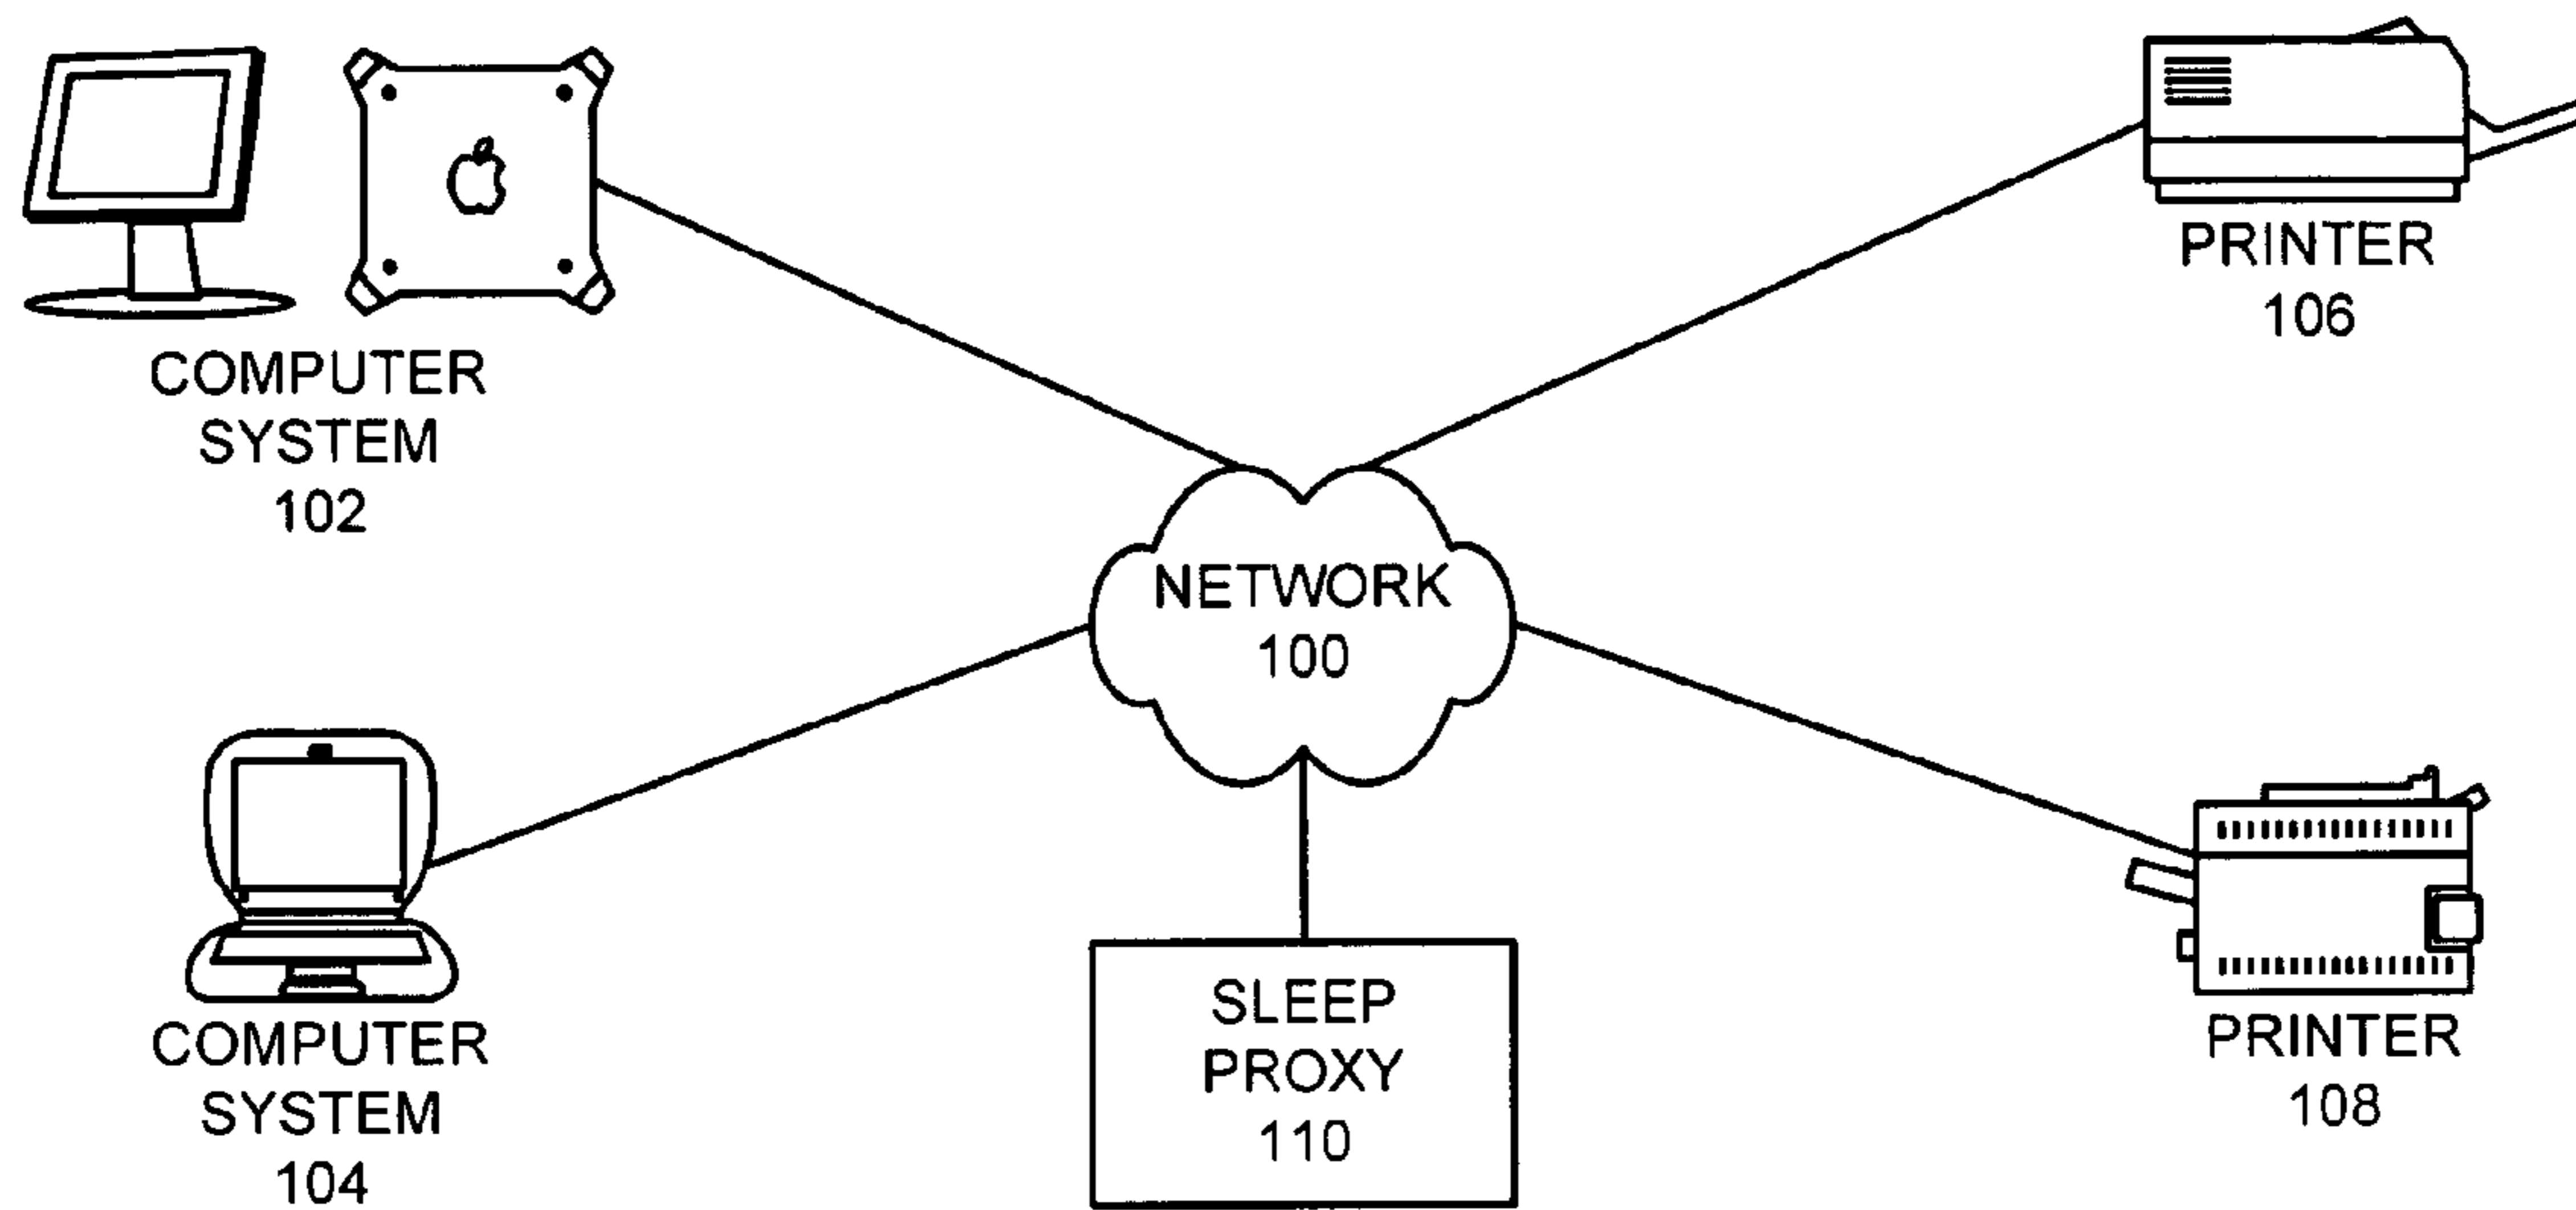 COMPUTER
SYSTEM
102
PRINTER
106
NETWORK
100
COMPUTER
SYSTEM
104
SLEEP
PROXY
110
PRINTER
108